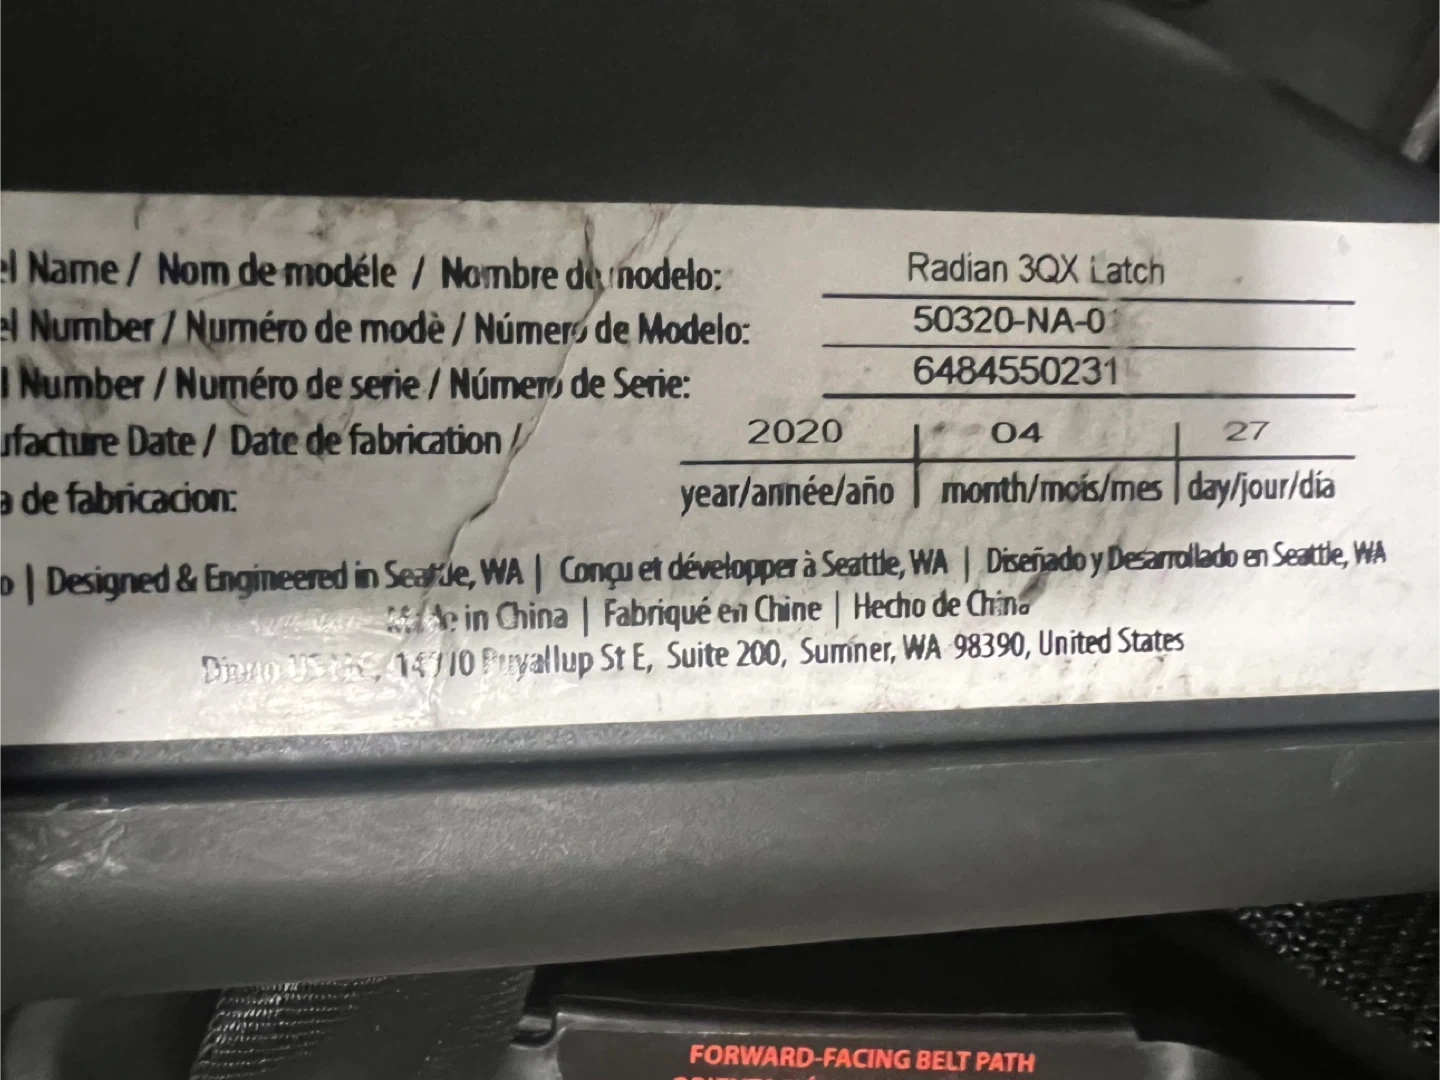 el Name / Nom de modéle / Nombre de modelo: Radian 3QX Latch
el Number / Numéro de modè / Número de Modelo: 50320-NA-01
l Number / Numéro de serie / Número de Serie: 6484550231
ufacture Date / Date de fabrication / 2020 | 04 | 27
a de fabricacion: year/année/año | month/mois/mes | day/jour/día
o | Designed & Engineered in Seattle, WA | Conçu et développer à Seattle, WA | Diseñado y Desarrollado en Seattle, WA
Made in China | Fabriqué en Chine | Hecho de China
Puyallup St E, Suite 200, Sumner, WA 98390, United States
FORWARD-FACING BELT PATH